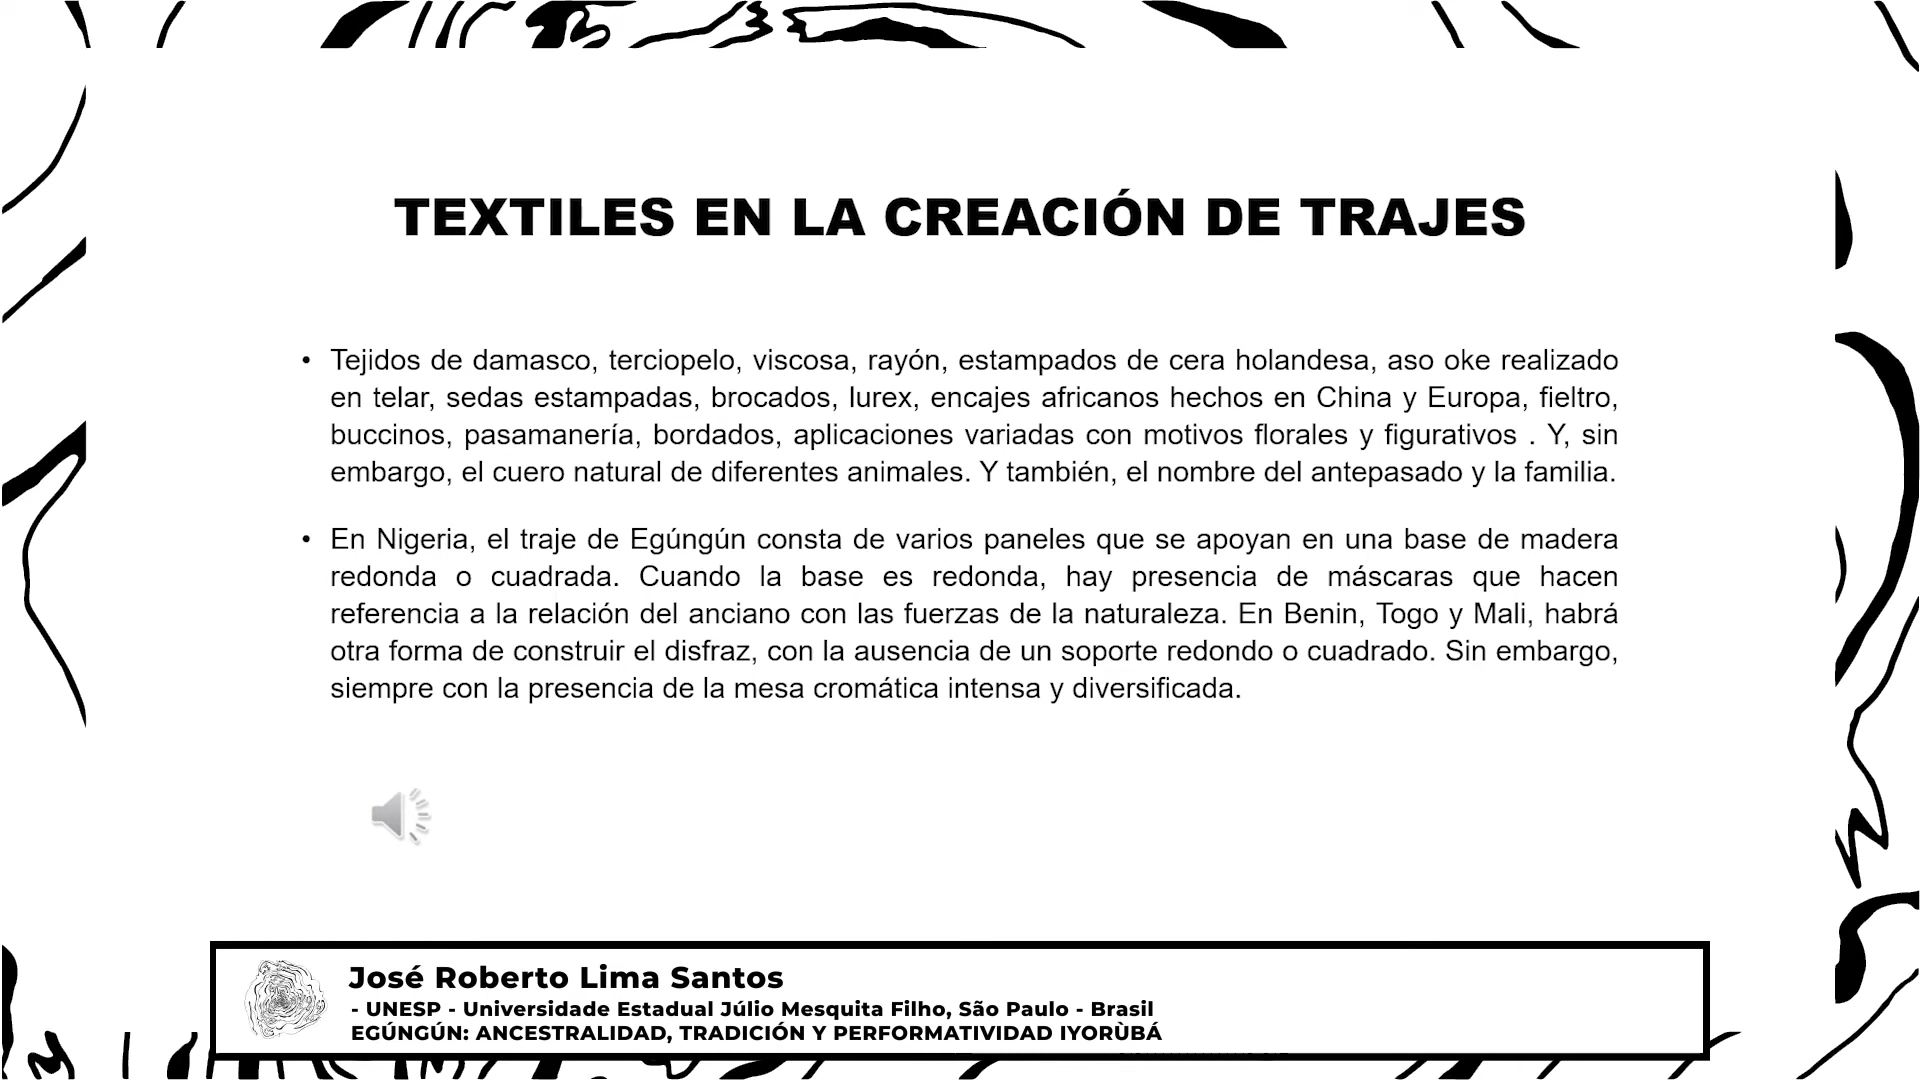 TEXTILES EN LA CREACIÓN DE TRAJES
• Tejidos de damasco, terciopelo, viscosa, rayón, estampados de cera holandesa, aso oke realizado
en telar, sedas estampadas, brocados, lurex, encajes africanos hechos en China y Europa, fieltro,
buccinos, pasamanería, bordados, aplicaciones variadas con motivos florales y figurativos . Y, sin
embargo, el cuero natural de diferentes animales. Y también, el nombre del antepasado y la familia.
• En Nigeria, el traje de Egúngún consta de varios paneles que se apoyan en una base de madera
redonda o cuadrada. Cuando la base es redonda, hay presencia de máscaras que hacen
referencia a la relación del anciano con las fuerzas de la naturaleza. En Benin, Togo y Mali, habrá
otra forma de construir el disfraz, con la ausencia de un soporte redondo o cuadrado. Sin embargo,
siempre con la presencia de la mesa cromática intensa y diversificada.
José Roberto Lima Santos
- UNESP - Universidade Estadual Júlio Mesquita Filho, São Paulo - Brasil
EGÚNGÚN: ANCESTRALIDAD, TRADICIÓN Y PERFORMATIVIDAD IYORÙBÁ